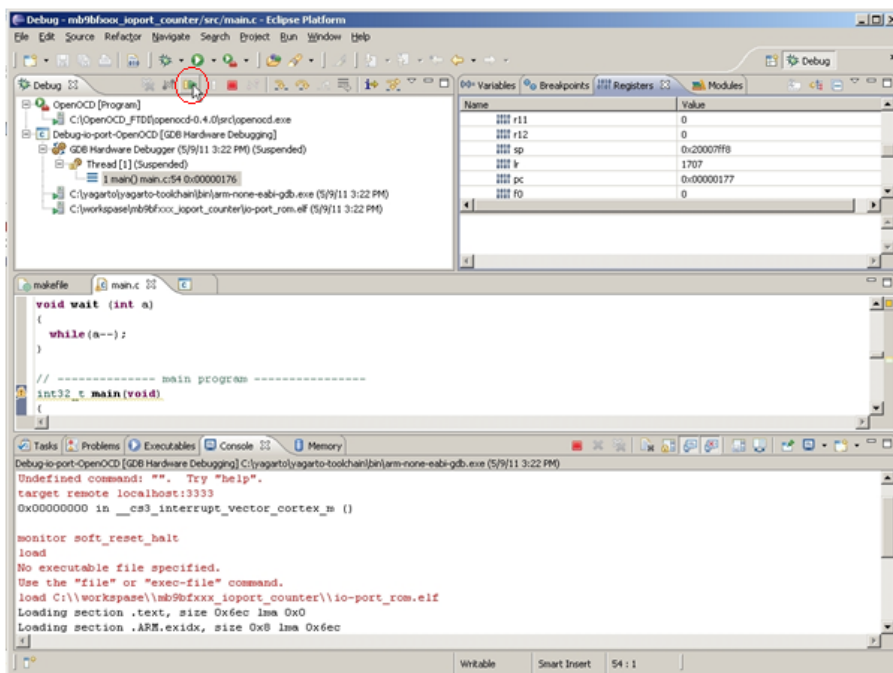 Debug - mb9bfxxx_ioport_counter/src/main.c - Eclipse Platform
File Edit Source Refactor Navigate Search Project Run Window Help
Debug
Debug
OpenOCD [Program]
C:\OpenOCD_FTDI\openocd-0.4.0\src\openocd.exe
Debug-io-port-OpenOCD [GDB Hardware Debugging]
GDB Hardware Debugger (5/9/11 3:22 PM) (Suspended)
Thread [1] (Suspended)
1 main() main.c:54 0x00000176
C:\yagarto\yagarto-toolchain\bin\arm-none-eabi-gdb.exe (5/9/11 3:22 PM)
C:\workspase\mb9bfxxx_ioport_counter\io-port_rom.elf (5/9/11 3:22 PM)
Variables Breakpoints Registers Modules
Name Value
r11 0
r12 0
sp 0x20007ff8
lr 1707
pc 0x00000177
f0 0
makefile main.c
void wait (int a)
{
while(a--);
}
// -------------- main program ----------------
int32_t main(void)
{
Tasks Problems Executables Console Memory
Debug-io-port-OpenOCD [GDB Hardware Debugging] C:\yagarto\yagarto-toolchain\bin\arm-none-eabi-gdb.exe (5/9/11 3:22 PM)
Undefined command: "". Try "help".
target remote localhost:3333
0x00000000 in __cs3_interrupt_vector_cortex_m ()
monitor soft_reset_halt
load
No executable file specified.
Use the "file" or "exec-file" command.
load C:\\workspase\\mb9bfxxx_ioport_counter\\io-port_rom.elf
Loading section .text, size 0x6ec lma 0x0
Loading section .ARM.exidx, size 0x8 lma 0x6ec
Writable Smart Insert 54 : 1